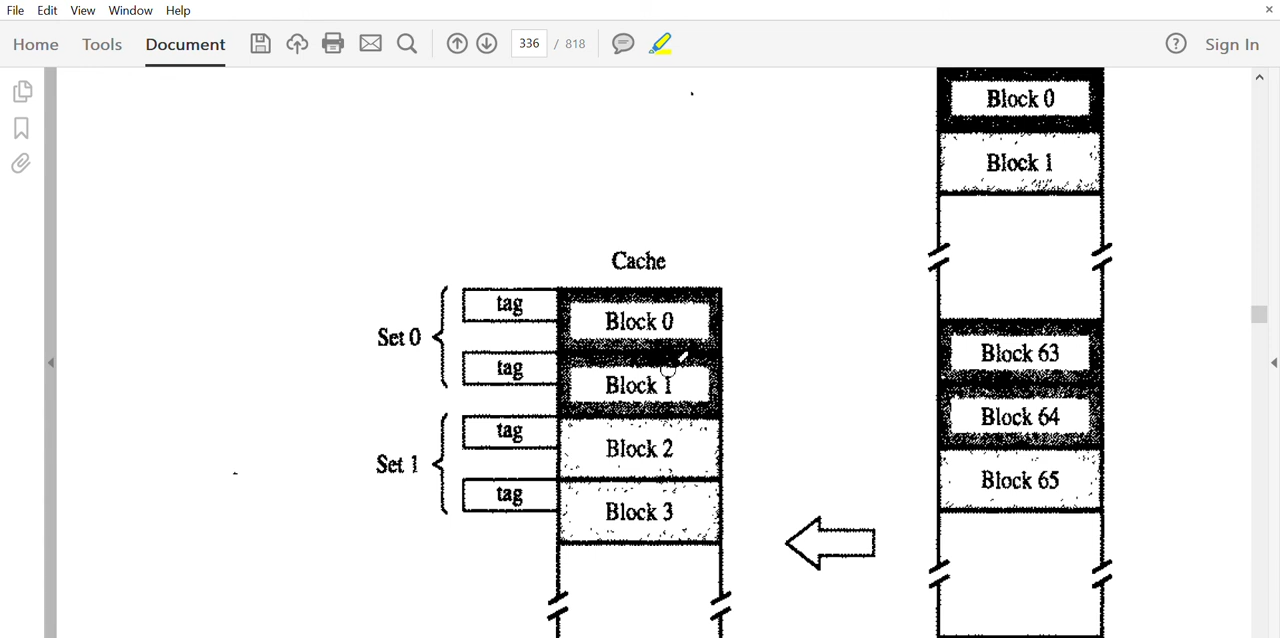 File Edit View Window Help
Home Tools Document 336 / 818 Sign In
Block 0
Block 1
Cache
Set 0
tag
Block 0
tag
Block 1
Set 1
tag
Block 2
tag
Block 3
Block 63
Block 64
Block 65